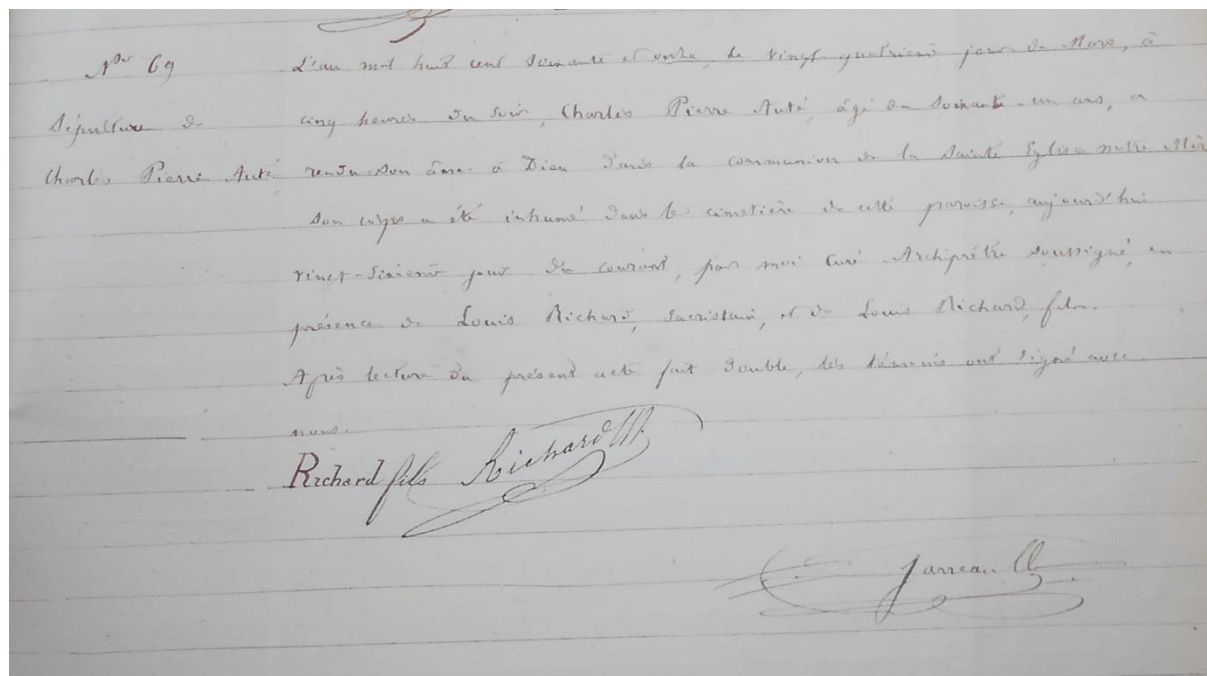 No 69
Sépulture de
Charles Pierre Auté
L'an mil huit cent soixante et onze, le vingt quatrième jour de Mars, à
cinq heures du soir, Charles Pierre Auté, âgé de soixante-un ans, a
rendu son âme à Dieu dans la communion de la Sainte Eglise notre Mère
son corps a été inhumé dans le cimetière de cette paroisse, aujourd'hui
vingt-sixième jour du courant, par moi Curé Archiprêtre soussigné, en
présence de Louis Richard, sacristain, et de Louis Richard, fils.
Après lecture du présent acte fait double, les témoins ont signé avec
nous.
Richard fils Richard
Jarreau